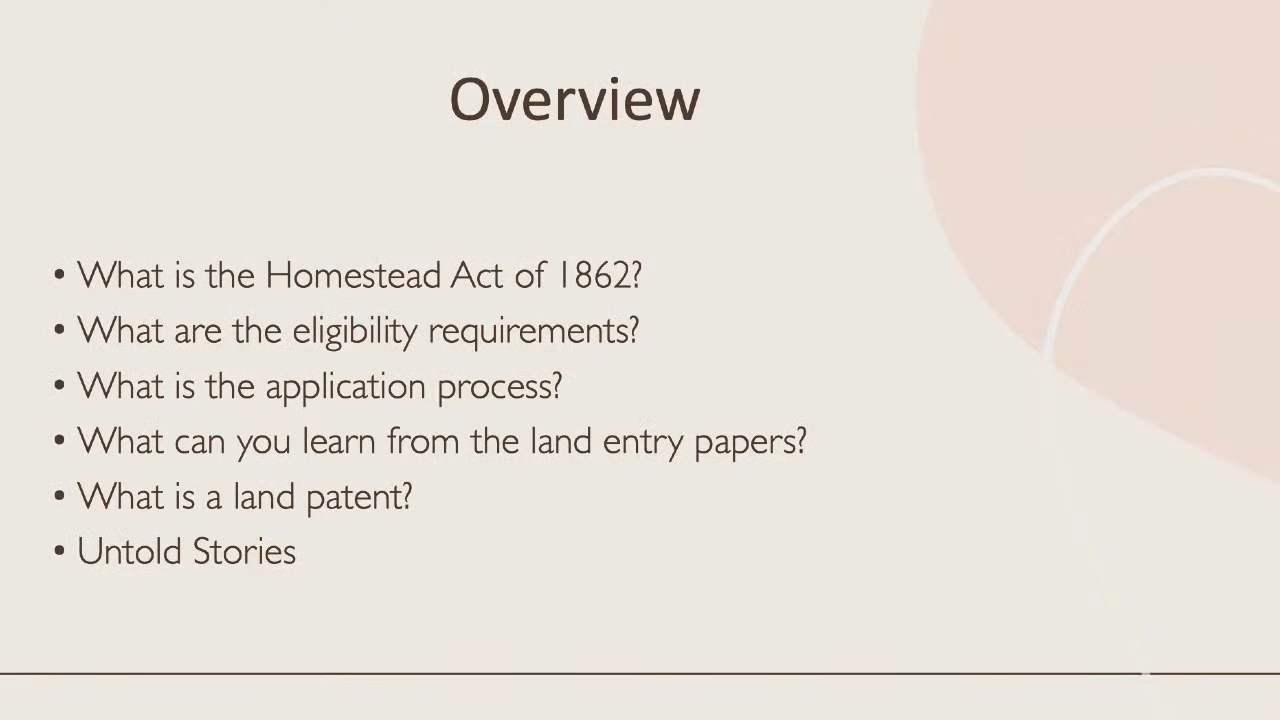 Overview
• What is the Homestead Act of 1862?
• What are the eligibility requirements?
• What is the application process?
• What can you learn from the land entry papers?
• What is a land patent?
• Untold Stories